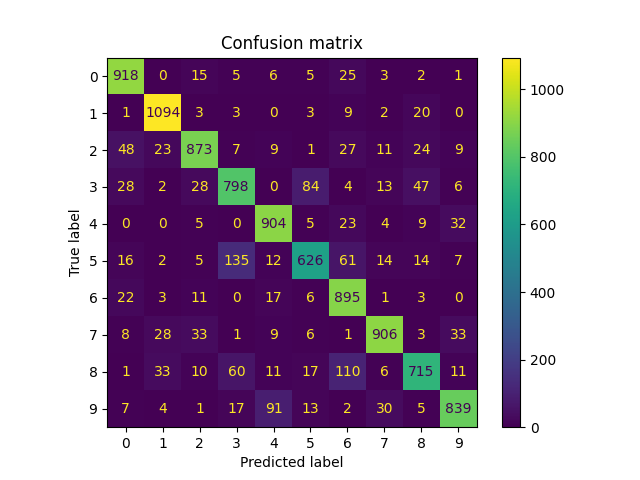 Confusion matrix
0 918 0 15 5 6 5 25 3 2 1
1 1 1094 3 3 0 3 9 2 20 0
2 48 23 873 7 9 1 27 11 24 9
3 28 2 28 798 0 84 4 13 47 6
4 0 0 5 0 904 5 23 4 9 32
5 16 2 5 135 12 626 61 14 14 7
6 22 3 11 0 17 6 895 1 3 0
7 8 28 33 1 9 6 1 906 3 33
8 1 33 10 60 11 17 110 6 715 11
9 7 4 1 17 91 13 2 30 5 839
0 1 2 3 4 5 6 7 8 9
Predicted label
True label
1000
800
600
400
200
0